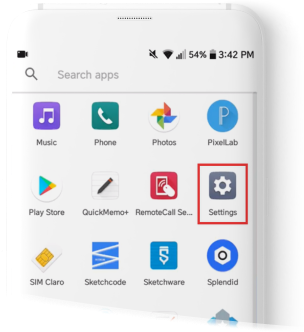 54% 3:42 PM
Search apps
Music Phone Photos PixelLab
Play Store QuickMemo+ RemoteCall Se... Settings
SIM Claro Sketchcode Sketchware Splendid